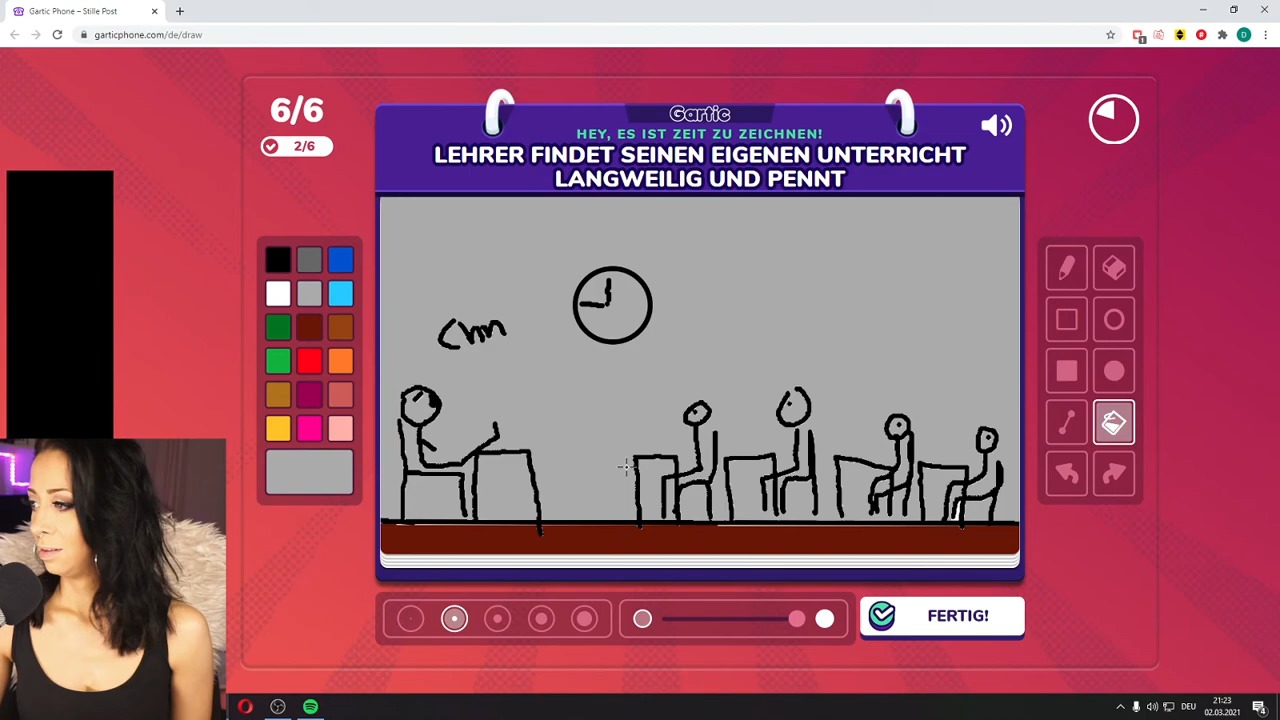 Gartic Phone – Stille Post
garticphone.com/de/draw
6/6
2/6
Gartic
HEY, ES IST ZEIT ZU ZEICHNEN!
LEHRER FINDET SEINEN EIGENEN UNTERRICHT
LANGWEILIG UND PENNT
FERTIG!
DEU
21:23
02.03.2021